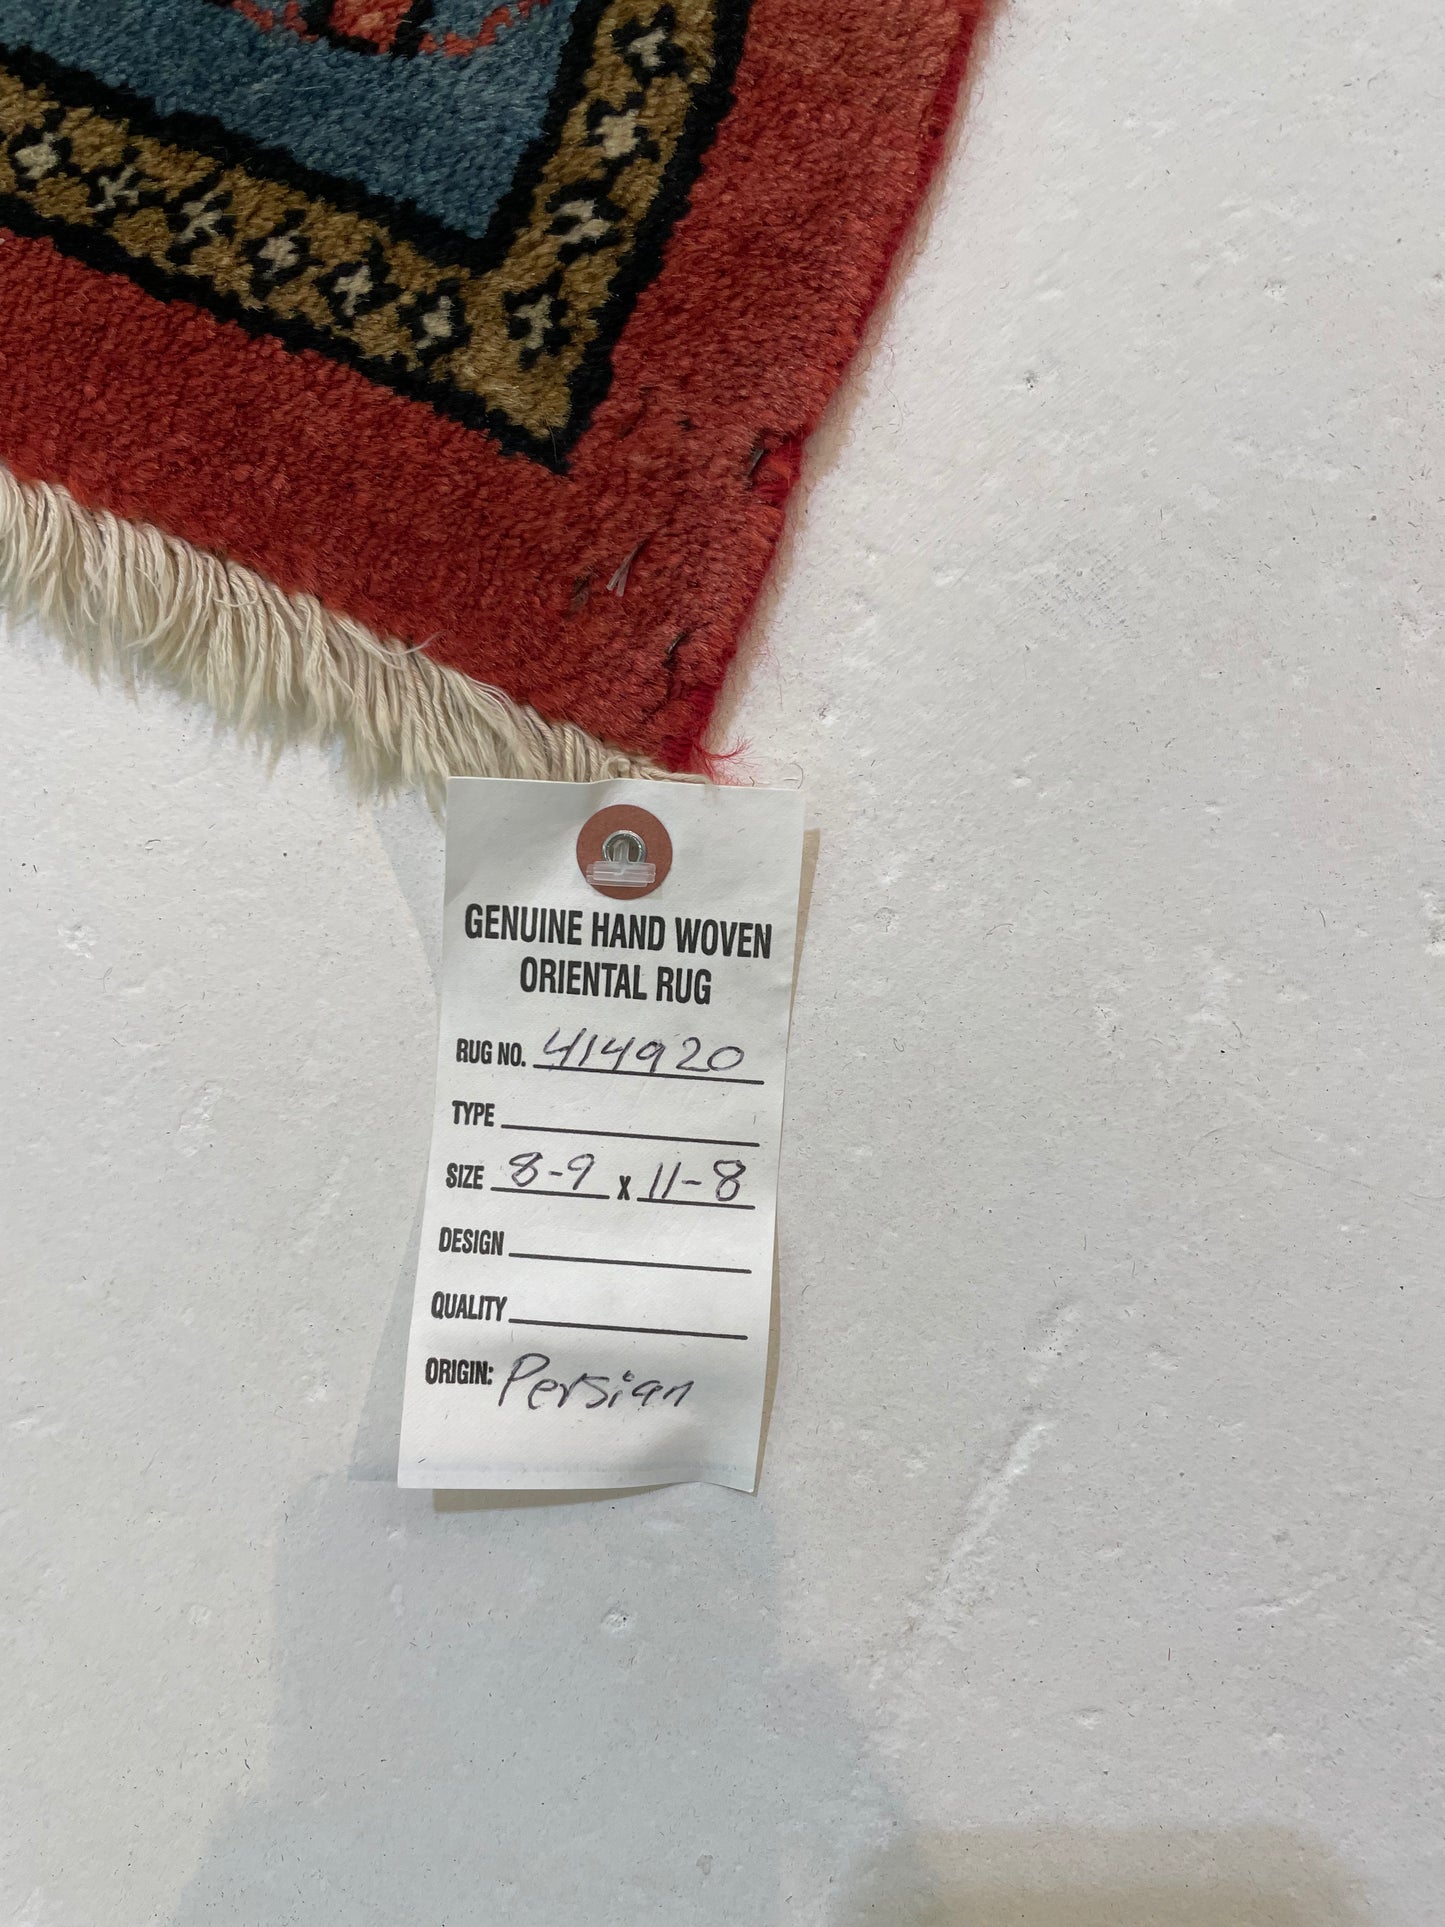 GENUINE HAND WOVEN
ORIENTAL RUG
RUG NO. 414920
TYPE
SIZE 8-9 X 11-8
DESIGN
QUALITY
ORIGIN: Persian